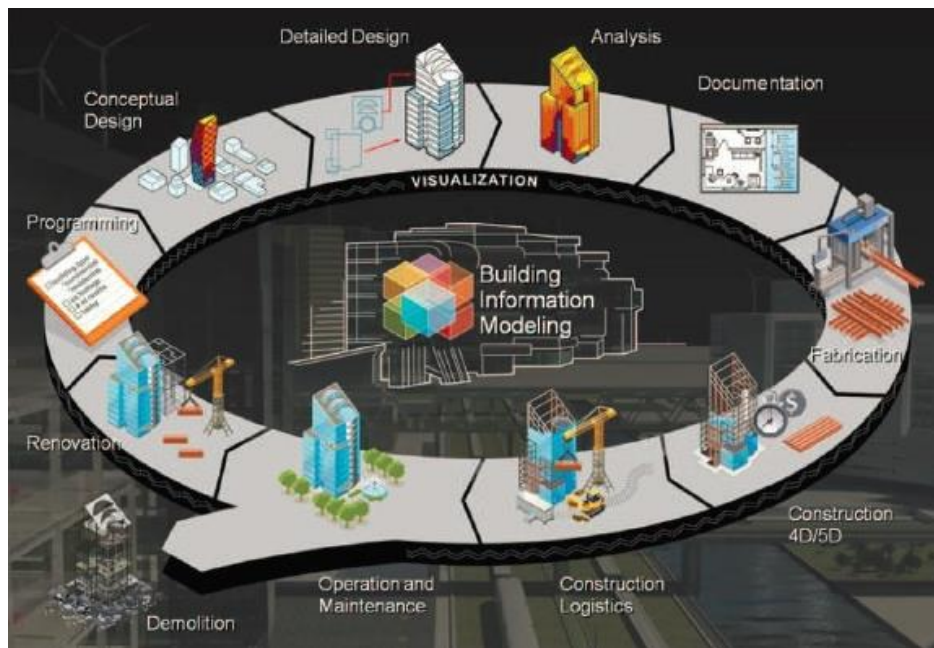 Detailed Design
Analysis
Documentation
Conceptual
Design
VISUALIZATION
Programming
Building
Information
Modeling
Fabrication
Renovation
Construction
4D/5D
Operation and
Maintenance
Construction
Logistics
Demolition
$